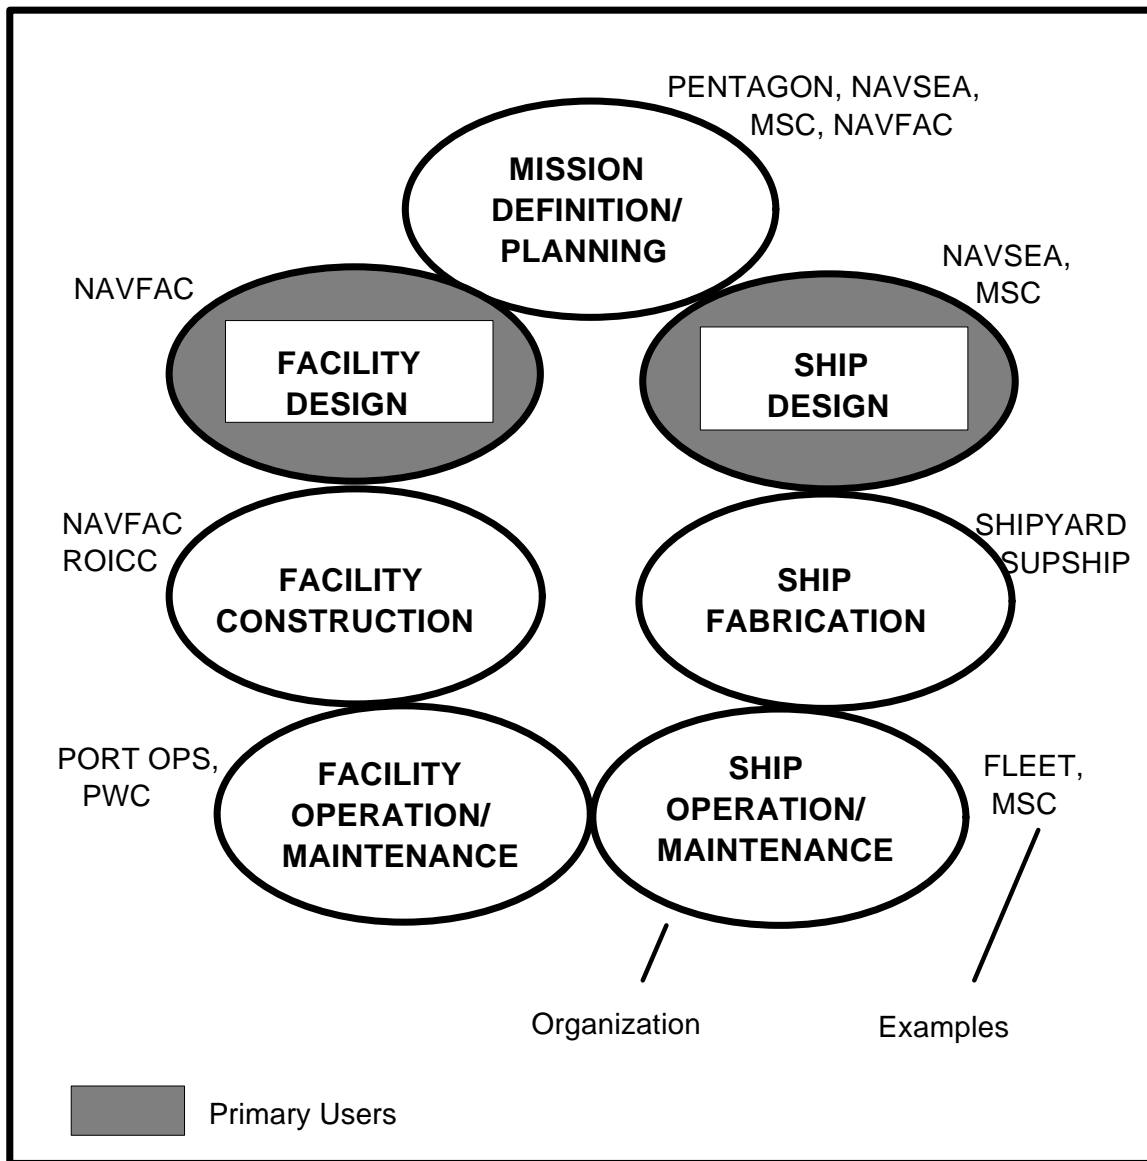 PENTAGON, NAVSEA,
MSC, NAVFAC
MISSION
DEFINITION/
PLANNING
NAVFAC
FACILITY
DESIGN
NAVSEA,
MSC
SHIP
DESIGN
NAVFAC
ROICC
FACILITY
CONSTRUCTION
SHIPYARD
SUPSHIP
SHIP
FABRICATION
PORT OPS,
PWC
FACILITY
OPERATION/
MAINTENANCE
SHIP
OPERATION/
MAINTENANCE
FLEET,
MSC
Organization
Examples
Primary Users